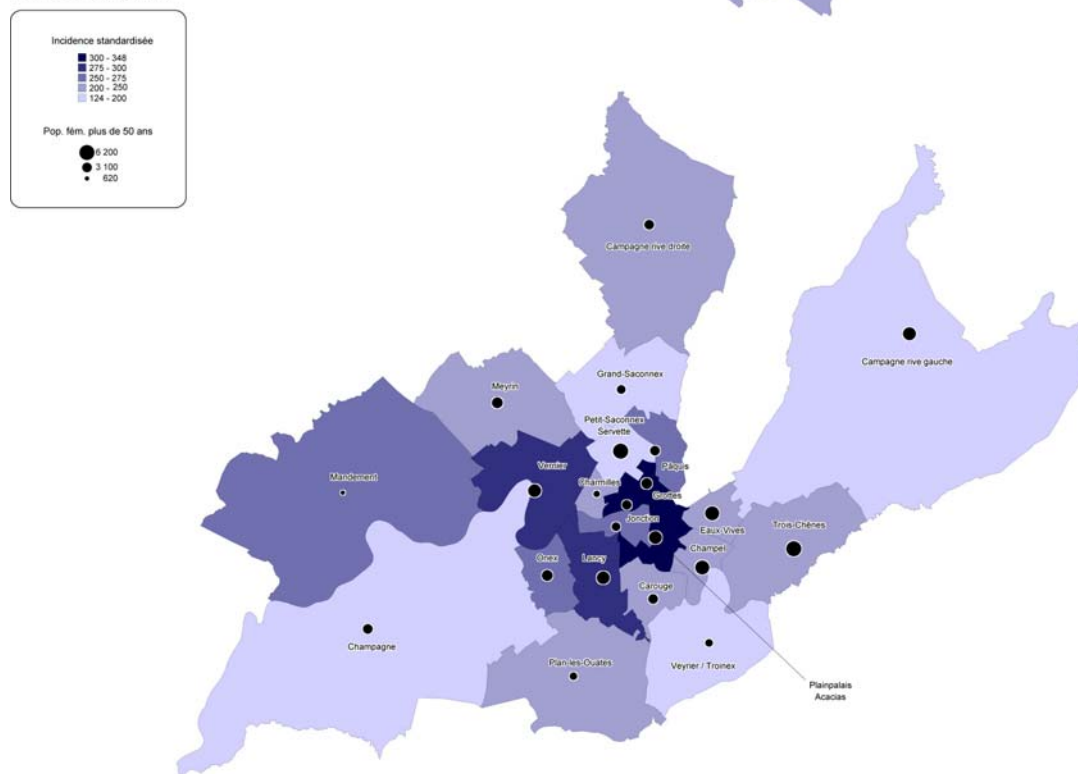 Incidence standardisée
300 - 348
275 - 300
250 - 275
200 - 250
124 - 200
Pop. fém. plus de 50 ans
6 200
3 100
620
Campagne rive droite
Campagne rive gauche
Grand-Saconnex
Meyrin
Petit-Saconnex
Servette
Vernier
Pâquis
Mandement
Charmilles
Grottes
Jonction
Eaux-Vives
Trois-Chênes
Champel
Onex
Lancy
Carouge
Champagne
Plan-les-Ouates
Veyrier / Troinex
Plainpalais
Acacias